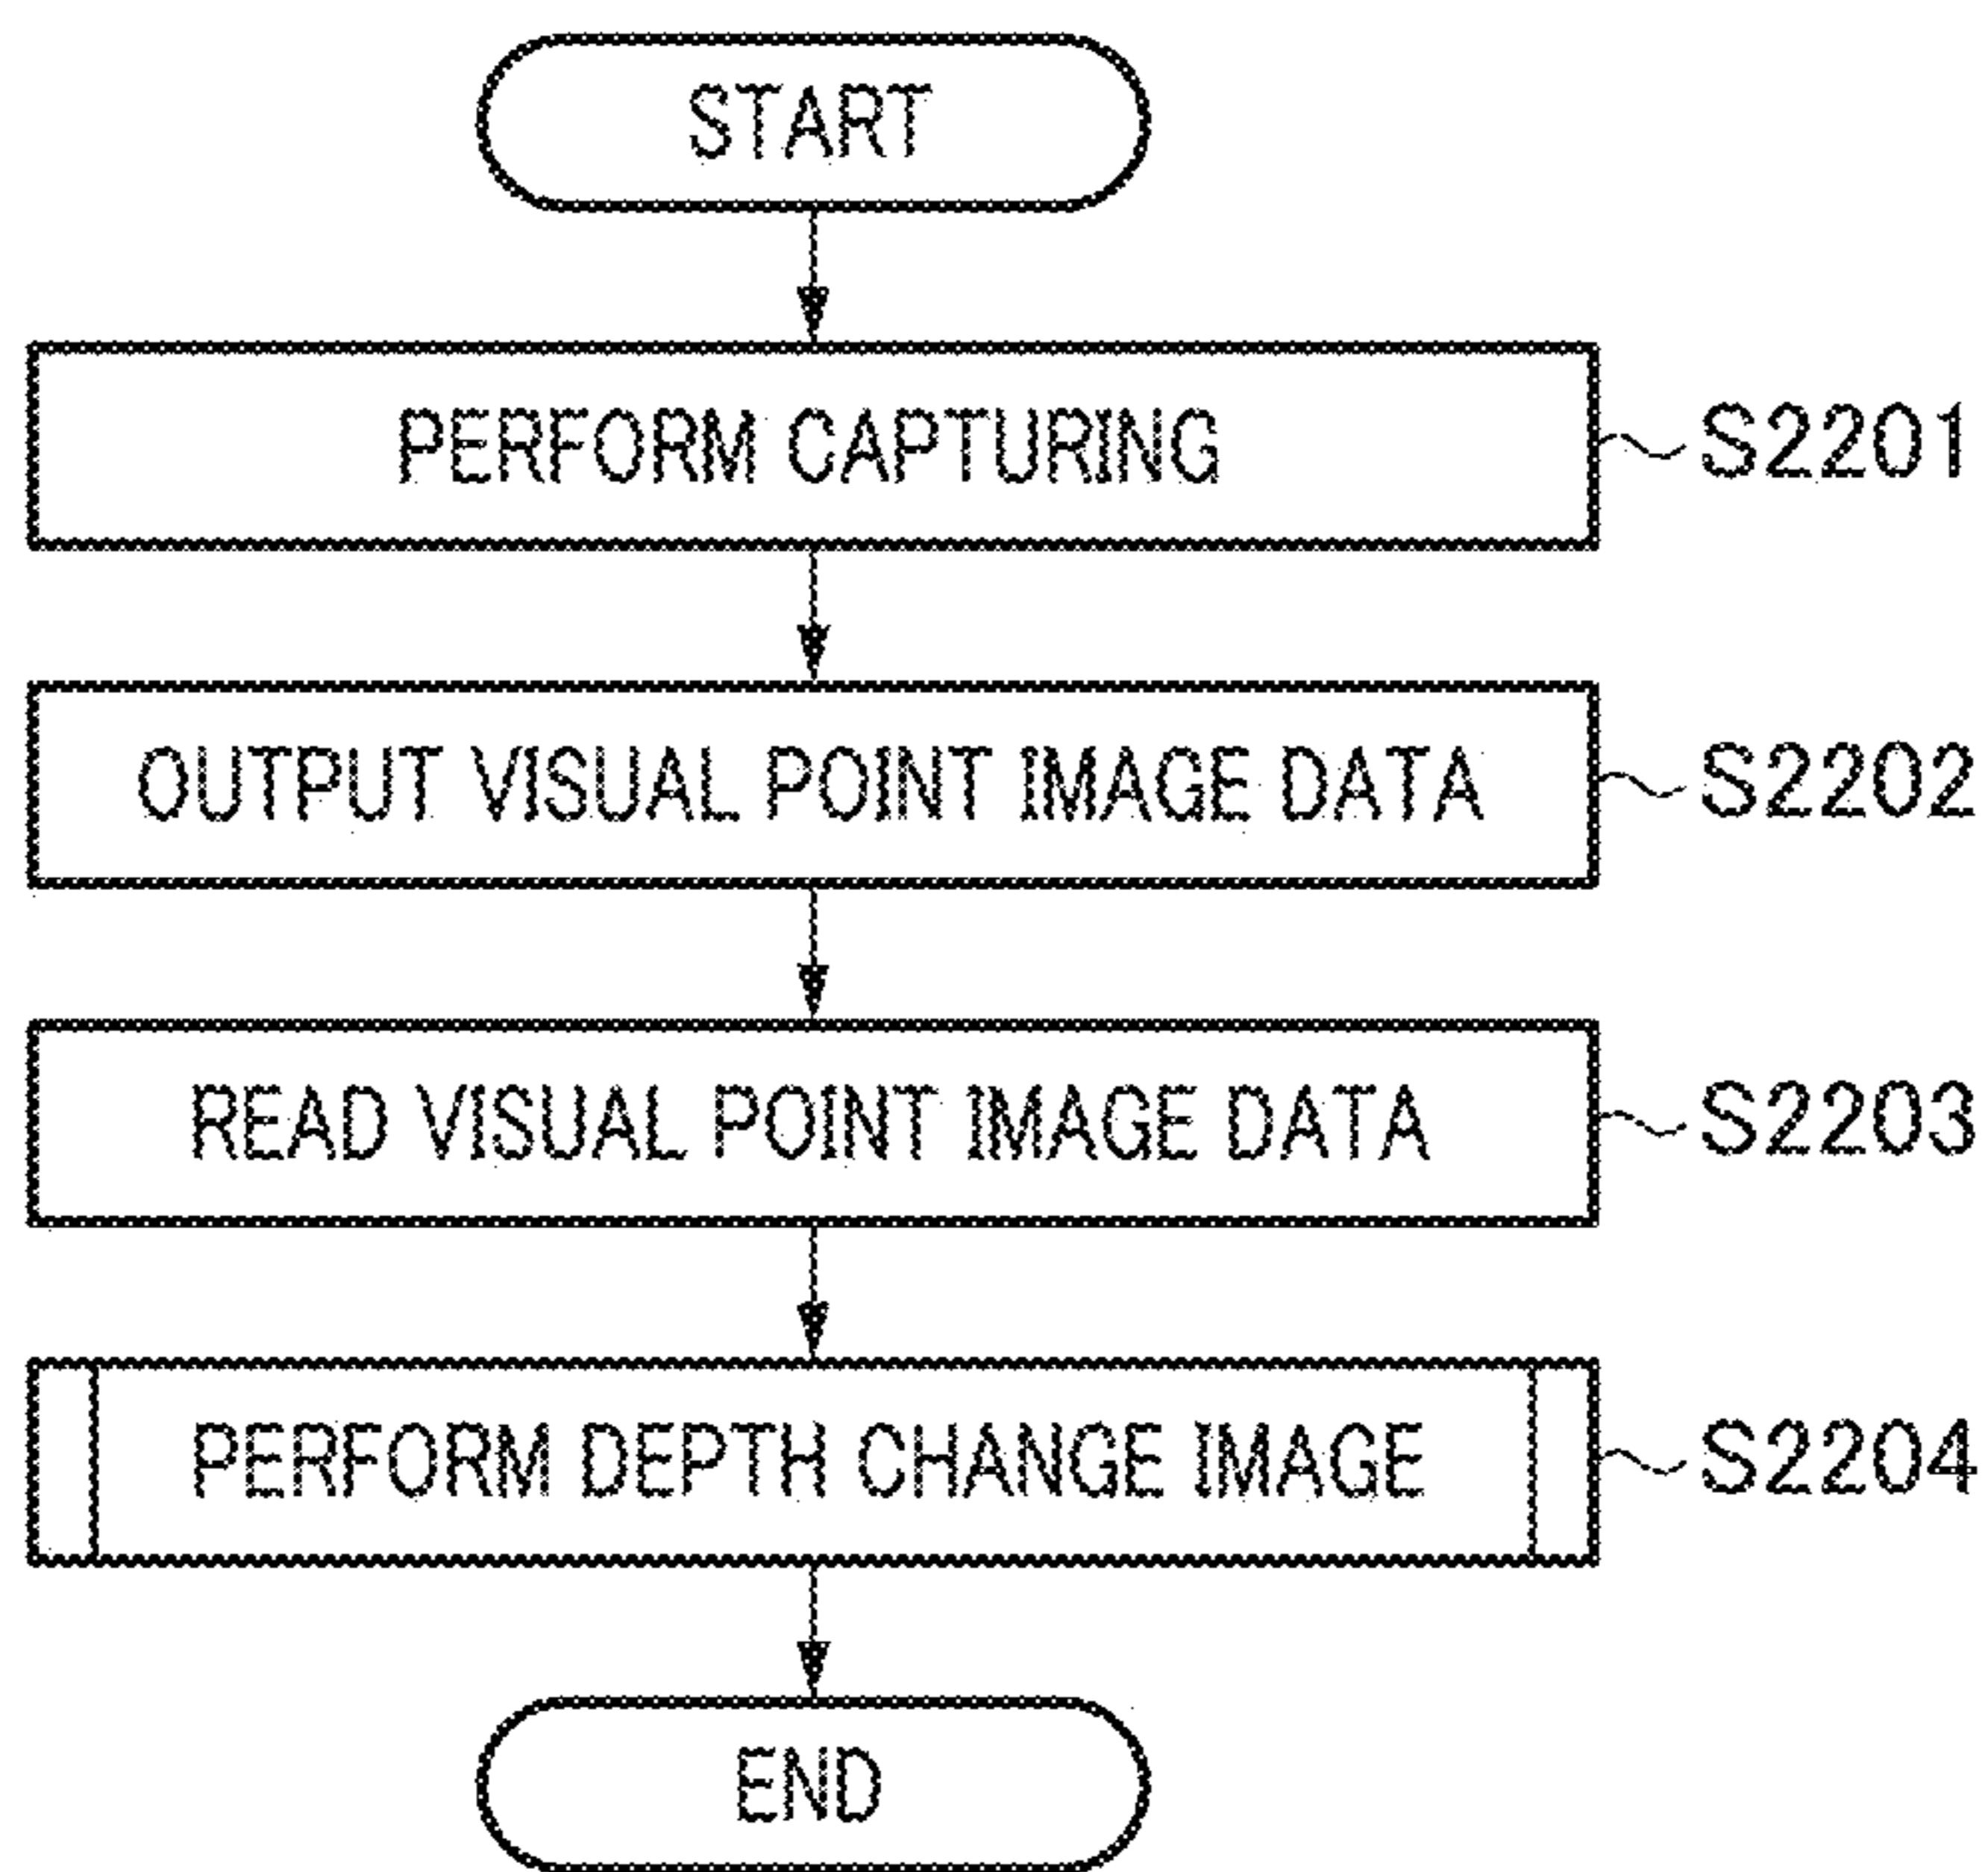 START
PERFORM CAPTURING
S2201
OUTPUT VISUAL POINT IMAGE DATA
S2202
READ VISUAL POINT IMAGE DATA
S2203
PERFORM DEPTH CHANGE IMAGE
S2204
END